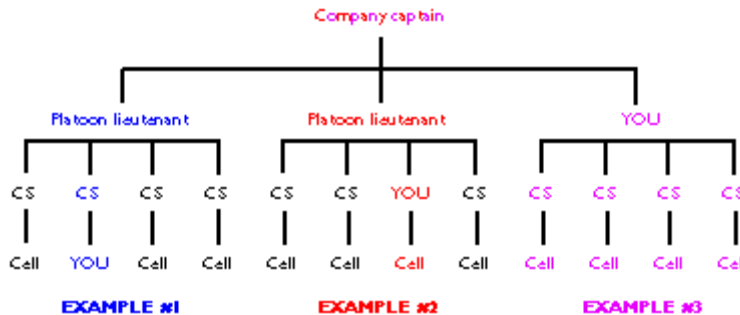 Company captain
Platoon lieutenant Platoon lieutenant YOU
CS CS CS CS CS CS YOU CS CS CS CS CS
Cell YOU Cell Cell Cell Cell Cell Cell Cell Cell Cell Cell
EXAMPLE #1 EXAMPLE #2 EXAMPLE #3